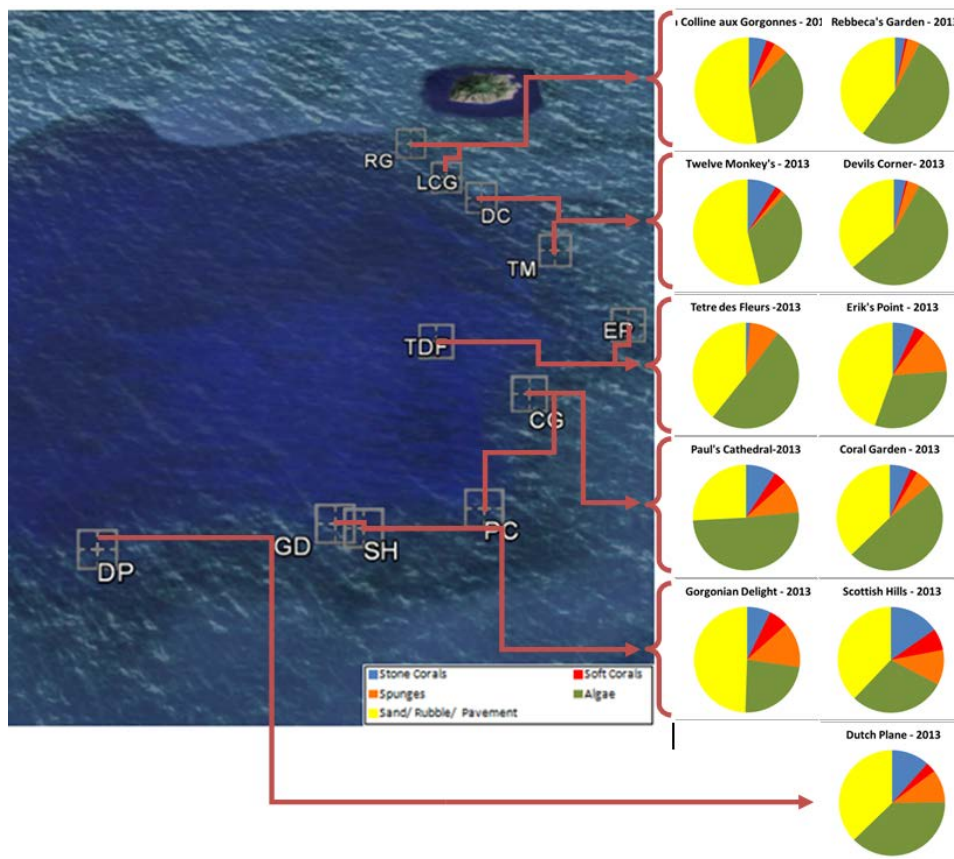 Colline aux Gorgonnes - 201
Rebbeca's Garden - 201
Twelve Monkey's - 2013
Devils Corner- 2013
Tetre des Fleurs -2013
Erik's Point - 2013
Paul's Cathedral-2013
Coral Garden - 2013
Gorgonian Delight - 2013
Scottish Hills - 2013
Dutch Plane - 2013
RG
LCG
DC
TM
TDF
EP
CG
PC
GD
SH
DP
Stone Corals
Soft Corals
Spunges
Algae
Sand/ Rubble/ Pavement